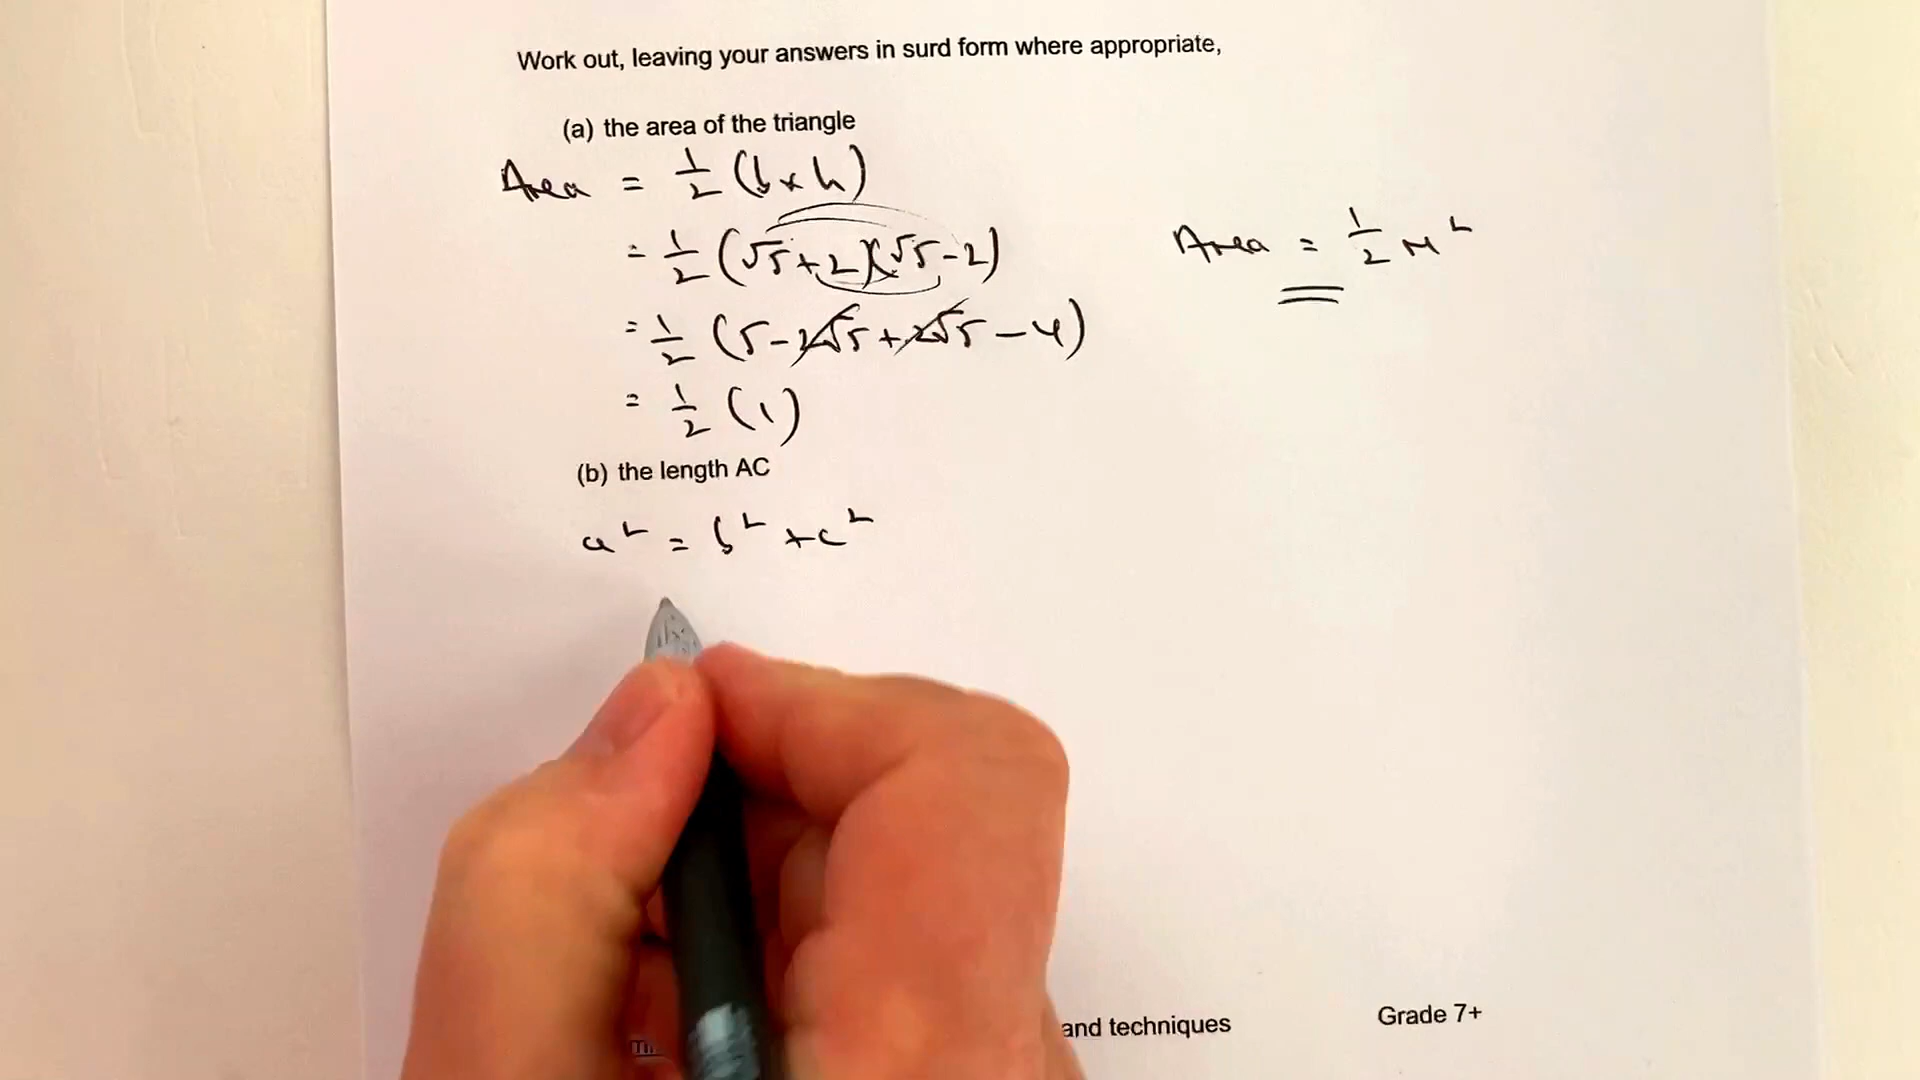 Work out, leaving your answers in surd form where appropriate,
(a) the area of the triangle
Area = 1/2 (b × h)
= 1/2 (√5 + 2)(√5 - 2)
= 1/2 (5 - 2√5 + 2√5 - 4)
= 1/2 (1)
Area = 1/2 m²
(b) the length AC
a² = b² + c²
and techniques
Grade 7+